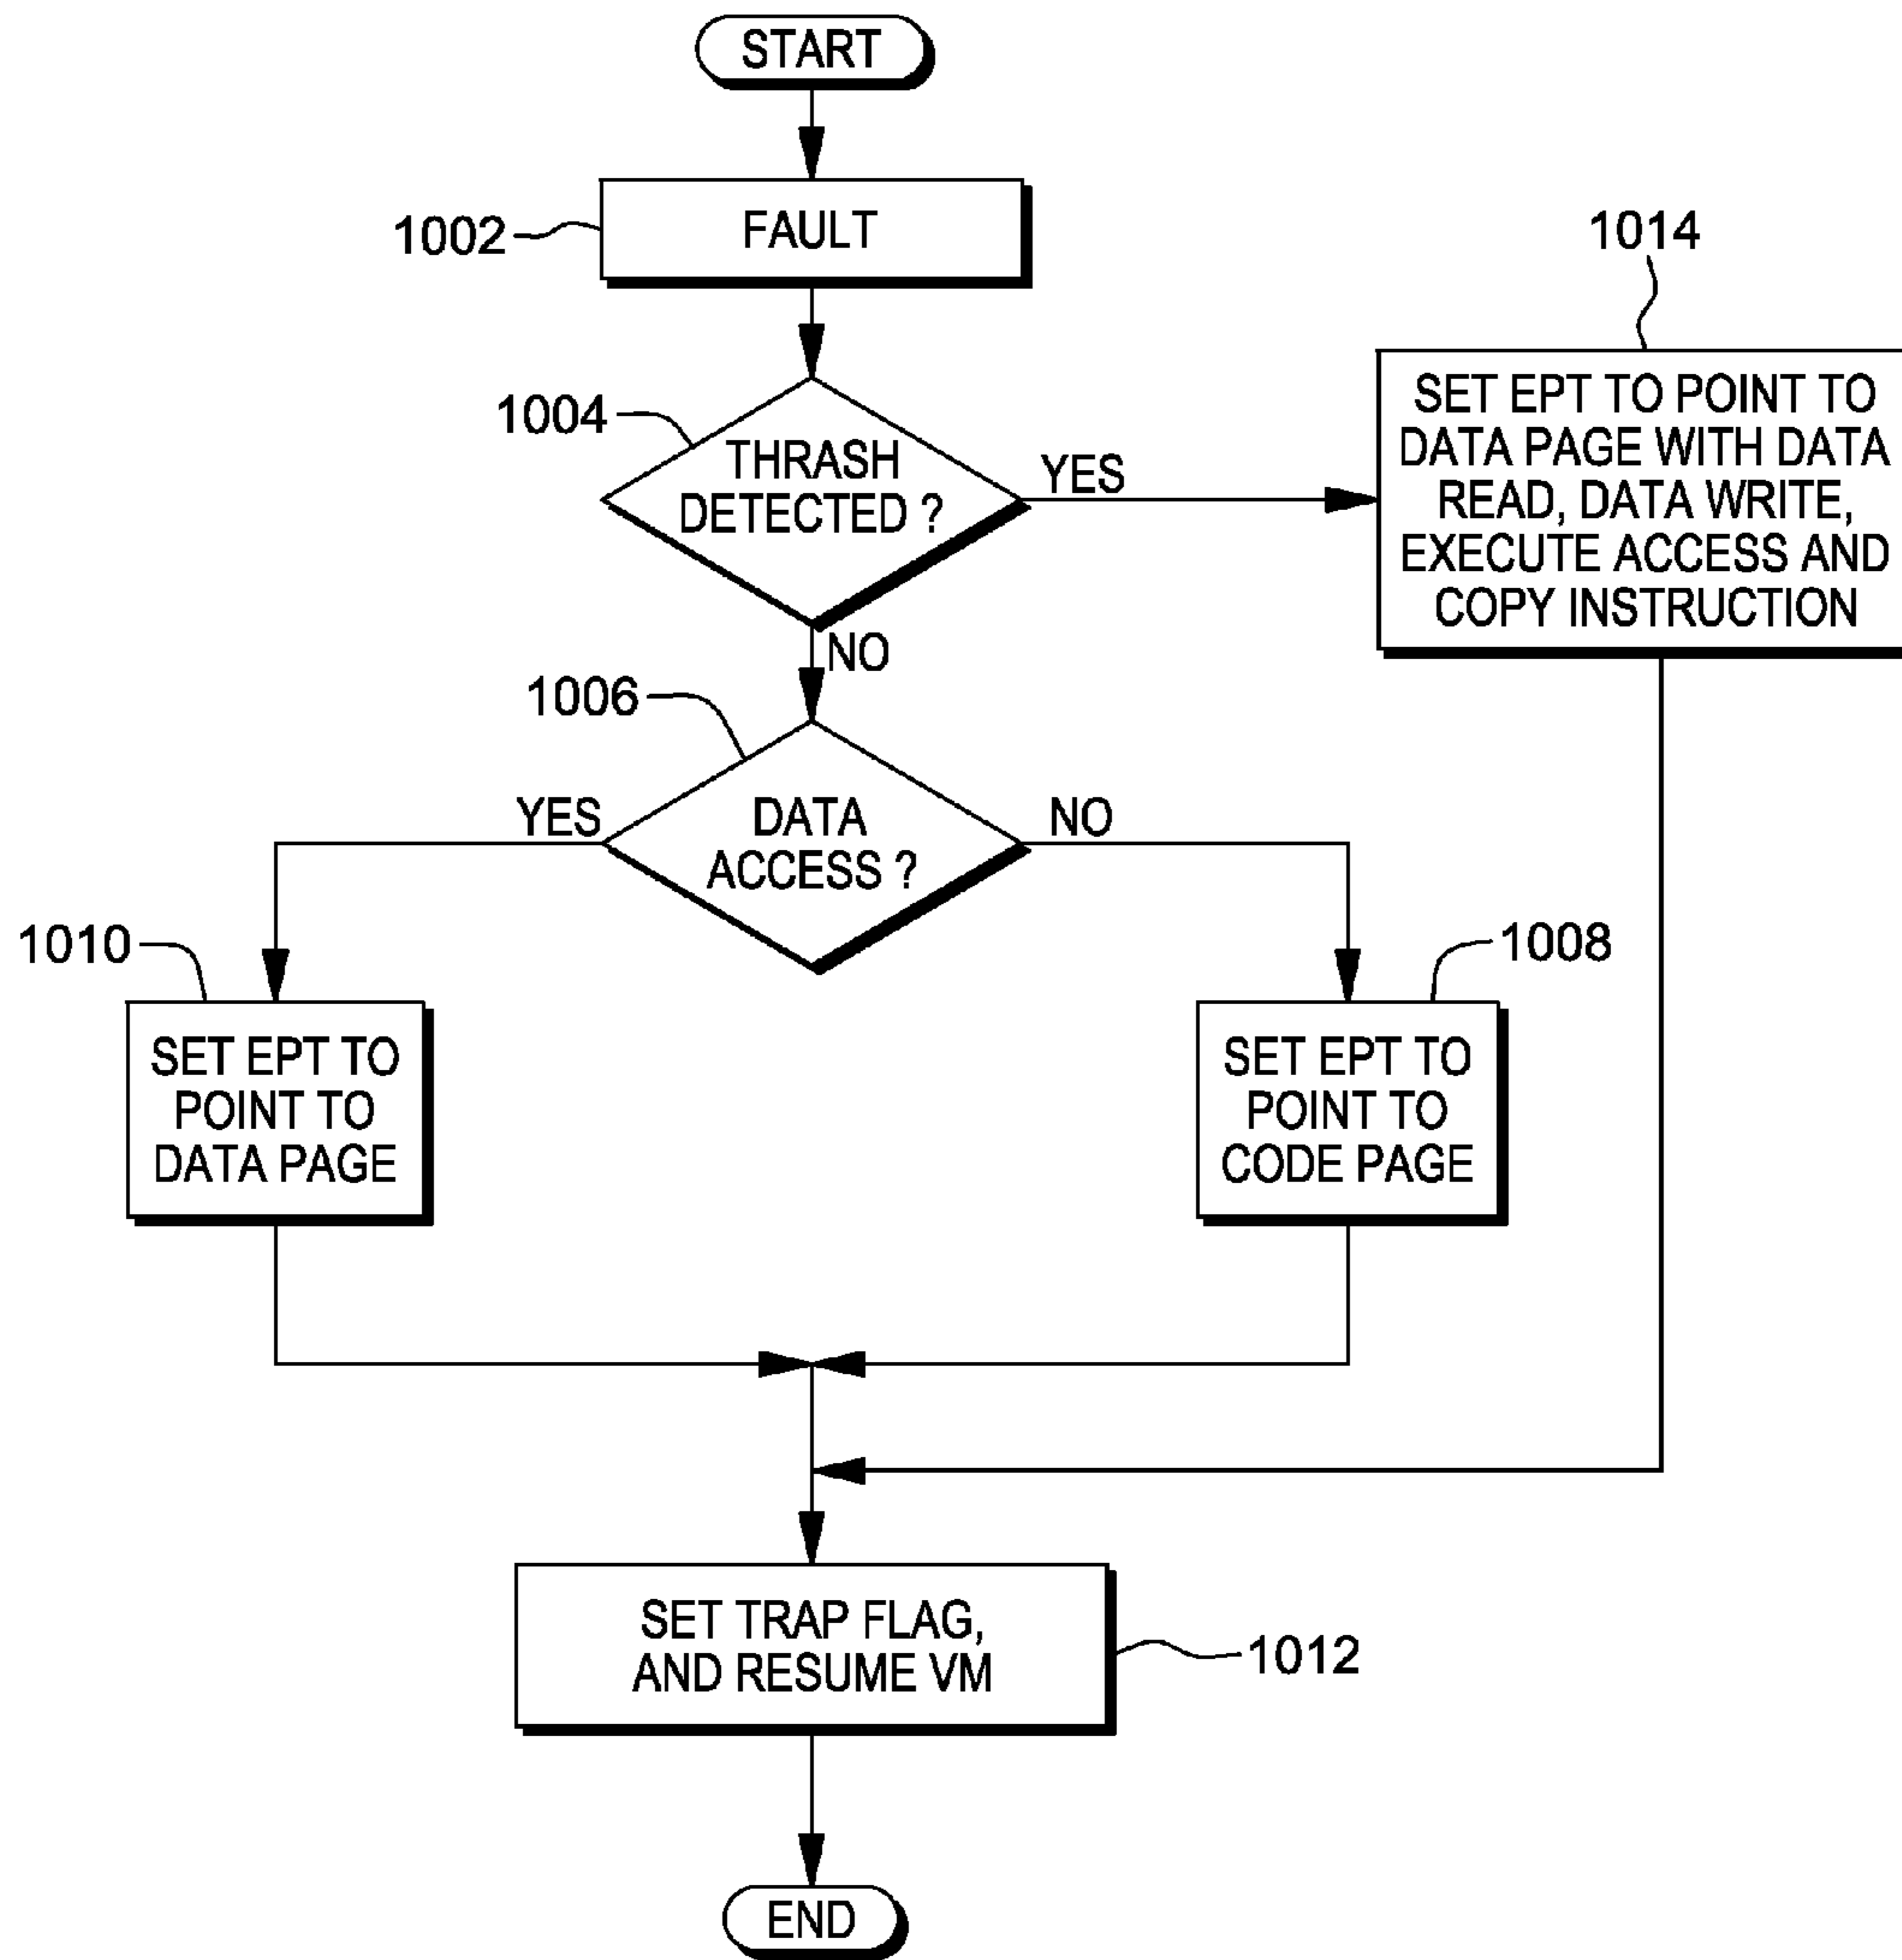 START
1002
FAULT
1014
1004
THRASH
DETECTED ?
YES
SET EPT TO POINT TO
DATA PAGE WITH DATA
READ, DATA WRITE,
EXECUTE ACCESS AND
COPY INSTRUCTION
NO
1006
DATA
ACCESS ?
YES
NO
1010
1008
SET EPT TO
POINT TO
DATA PAGE
SET EPT TO
POINT TO
CODE PAGE
SET TRAP FLAG,
AND RESUME VM
1012
END